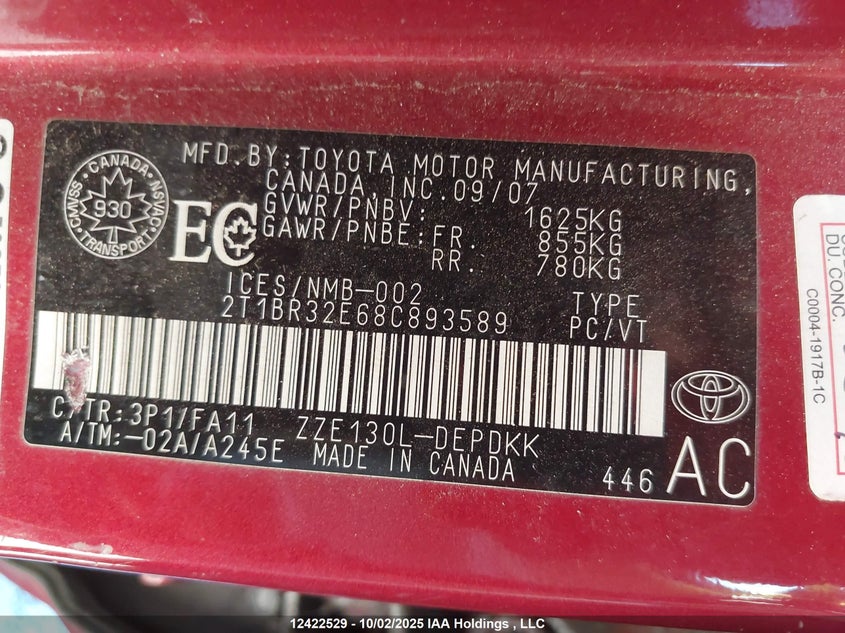 MFD.BY:TOYOTA MOTOR MANUFACTURING,
CANADA, INC. 09/07
GVWR/PNBV: 1625KG
GAWR/PNBE:FR. 855KG
RR. 780KG
CANADA
CMVSS NSVAC
930
TRANSPORT
EC
ICES/NMB-002
2T1BR32E68C893589
TYPE
PC/VT
C/TR:3P1/FA11 ZZE130L-DEPDKK
A/TM:-02A/A245E MADE IN CANADA
446 AC
DU. CONC.
C0004-1917B-1C
12422529 - 10/02/2025 IAA Holdings , LLC